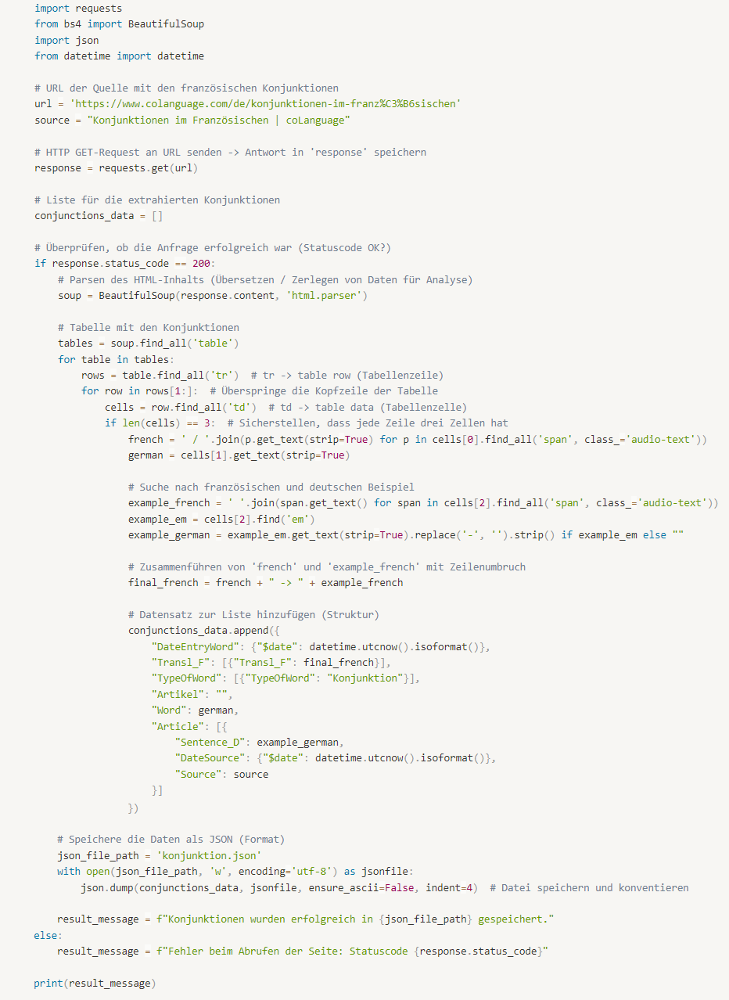 import requests
from bs4 import BeautifulSoup
import json
from datetime import datetime

# URL der Quelle mit den französischen Konjunktionen
url = 'https://www.colanguage.com/de/konjunktionen-im-franz%C3%B6sischen'
source = "Konjunktionen im Französischen | coLanguage"

# HTTP GET-Request an URL senden -> Antwort in 'response' speichern
response = requests.get(url)

# Liste für die extrahierten Konjunktionen
conjunctions_data = []

# Überprüfen, ob die Anfrage erfolgreich war (Statuscode OK?)
if response.status_code == 200:
    # Parsen des HTML-Inhalts (Übersetzen / Zerlegen von Daten für Analyse)
    soup = BeautifulSoup(response.content, 'html.parser')

    # Tabelle mit den Konjunktionen
    tables = soup.find_all('table')
    for table in tables:
        rows = table.find_all('tr')  # tr -> table row (Tabellenzeile)
        for row in rows[1:]:  # Überspringe die Kopfzeile der Tabelle
            cells = row.find_all('td')  # td -> table data (Tabellenzelle)
            if len(cells) == 3:  # Sicherstellen, dass jede Zeile drei Zellen hat
                french = ' / '.join(p.get_text(strip=True) for p in cells[0].find_all('span', class_='audio-text'))
                german = cells[1].get_text(strip=True)

                # Suche nach französischen und deutschen Beispiel
                example_french = ' '.join(span.get_text() for span in cells[2].find_all('span', class_='audio-text'))
                example_em = cells[2].find('em')
                example_german = example_em.get_text(strip=True).replace('-', '').strip() if example_em else ""

                # Zusammenführen von 'french' und 'example_french' mit Zeilenumbruch
                final_french = french + " -> " + example_french

                # Datensatz zur Liste hinzufügen (Struktur)
                conjunctions_data.append({
                    "DateEntryWord": {"$date": datetime.utcnow().isoformat()},
                    "Transl_F": [{"Transl_F": final_french}],
                    "TypeOfWord": [{"TypeOfWord": "Konjunktion"}],
                    "Artikel": "",
                    "Word": german,
                    "Article": [{
                        "Sentence_D": example_german,
                        "DateSource": {"$date": datetime.utcnow().isoformat()},
                        "Source": source
                    }]
                })

    # Speichere die Daten als JSON (Format)
    json_file_path = 'konjunktion.json'
    with open(json_file_path, 'w', encoding='utf-8') as jsonfile:
        json.dump(conjunctions_data, jsonfile, ensure_ascii=False, indent=4)  # Datei speichern und konventieren

    result_message = f"Konjunktionen wurden erfolgreich in {json_file_path} gespeichert."
else:
    result_message = f"Fehler beim Abrufen der Seite: Statuscode {response.status_code}"

print(result_message)